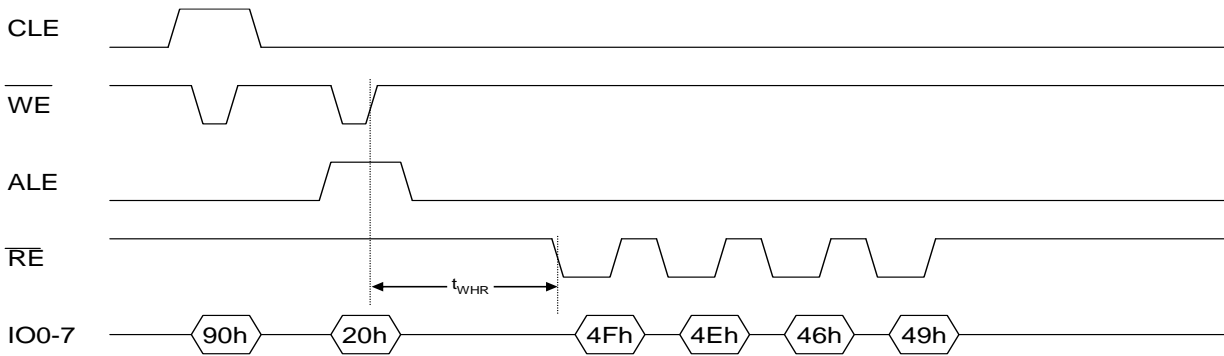 CLE
WE
ALE
RE
tWHR
IO0-7 90h 20h 4Fh 4Eh 46h 49h